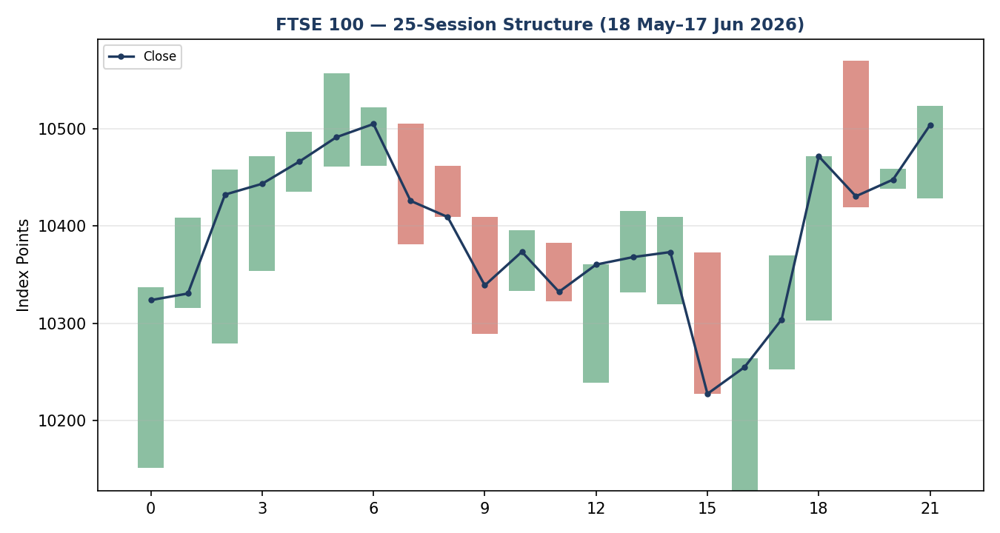 FTSE 100 — 25-Session Structure (18 May–17 Jun 2026)
Close
Index Points
10500
10400
10300
10200
0 3 6 9 12 15 18 21